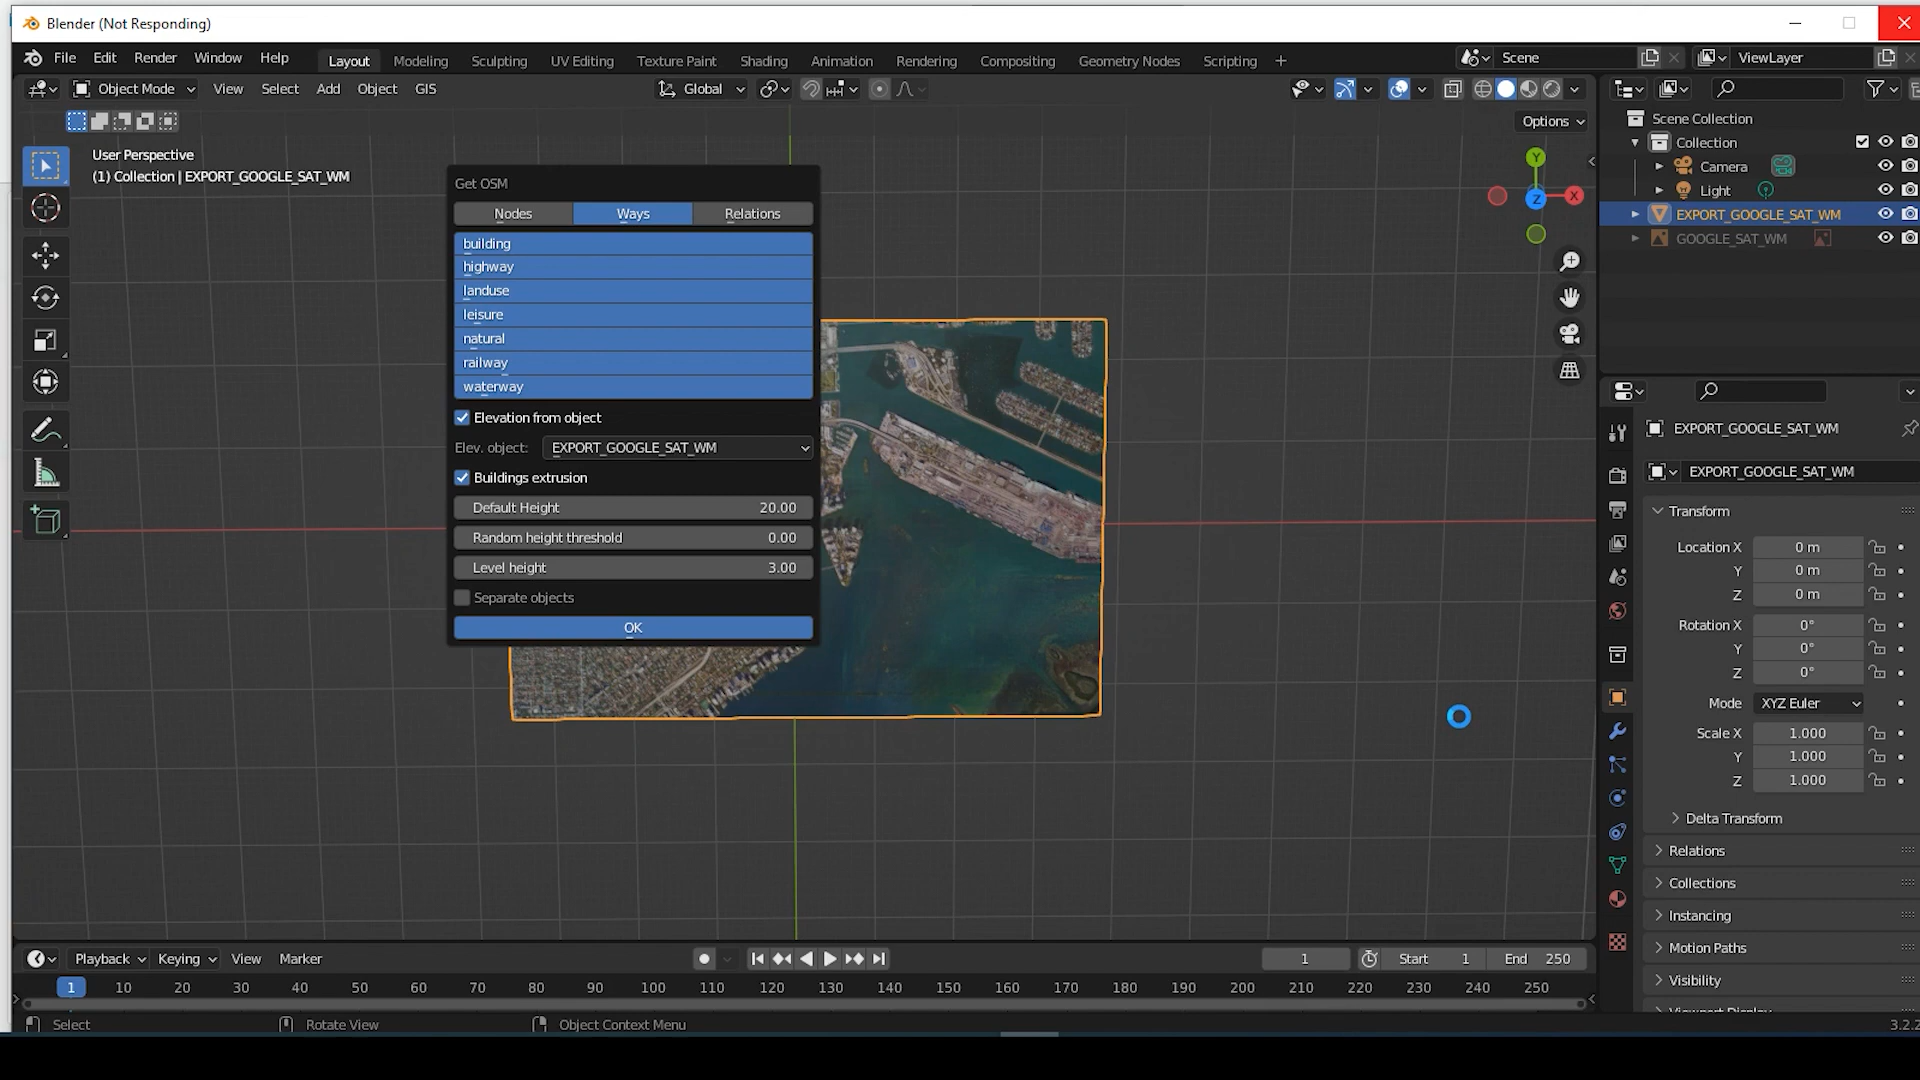 Blender (Not Responding)
File Edit Render Window Help Layout Modeling Sculpting UV Editing Texture Paint Shading Animation Rendering Compositing Geometry Nodes Scripting + Scene ViewLayer
Object Mode View Select Add Object GIS Global
Options
User Perspective
(1) Collection | EXPORT_GOOGLE_SAT_WM
Y
X
Z
Get OSM
Nodes Ways Relations
building
highway
landuse
leisure
natural
railway
waterway
Elevation from object
Elev. object: EXPORT_GOOGLE_SAT_WM
Buildings extrusion
Default Height 20.00
Random height threshold 0.00
Level height 3.00
Separate objects
OK
Scene Collection
Collection
Camera
Light
EXPORT_GOOGLE_SAT_WM
GOOGLE_SAT_WM
EXPORT_GOOGLE_SAT_WM
EXPORT_GOOGLE_SAT_WM
Transform
Location X 0 m
Y 0 m
Z 0 m
Rotation X 0°
Y 0°
Z 0°
Mode XYZ Euler
Scale X 1.000
Y 1.000
Z 1.000
Delta Transform
Relations
Collections
Instancing
Motion Paths
Visibility
Viewport Display
Playback Keying View Marker 1 Start 1 End 250
1 10 20 30 40 50 60 70 80 90 100 110 120 130 140 150 160 170 180 190 200 210 220 230 240 250
Select Rotate View Object Context Menu 3.2.2